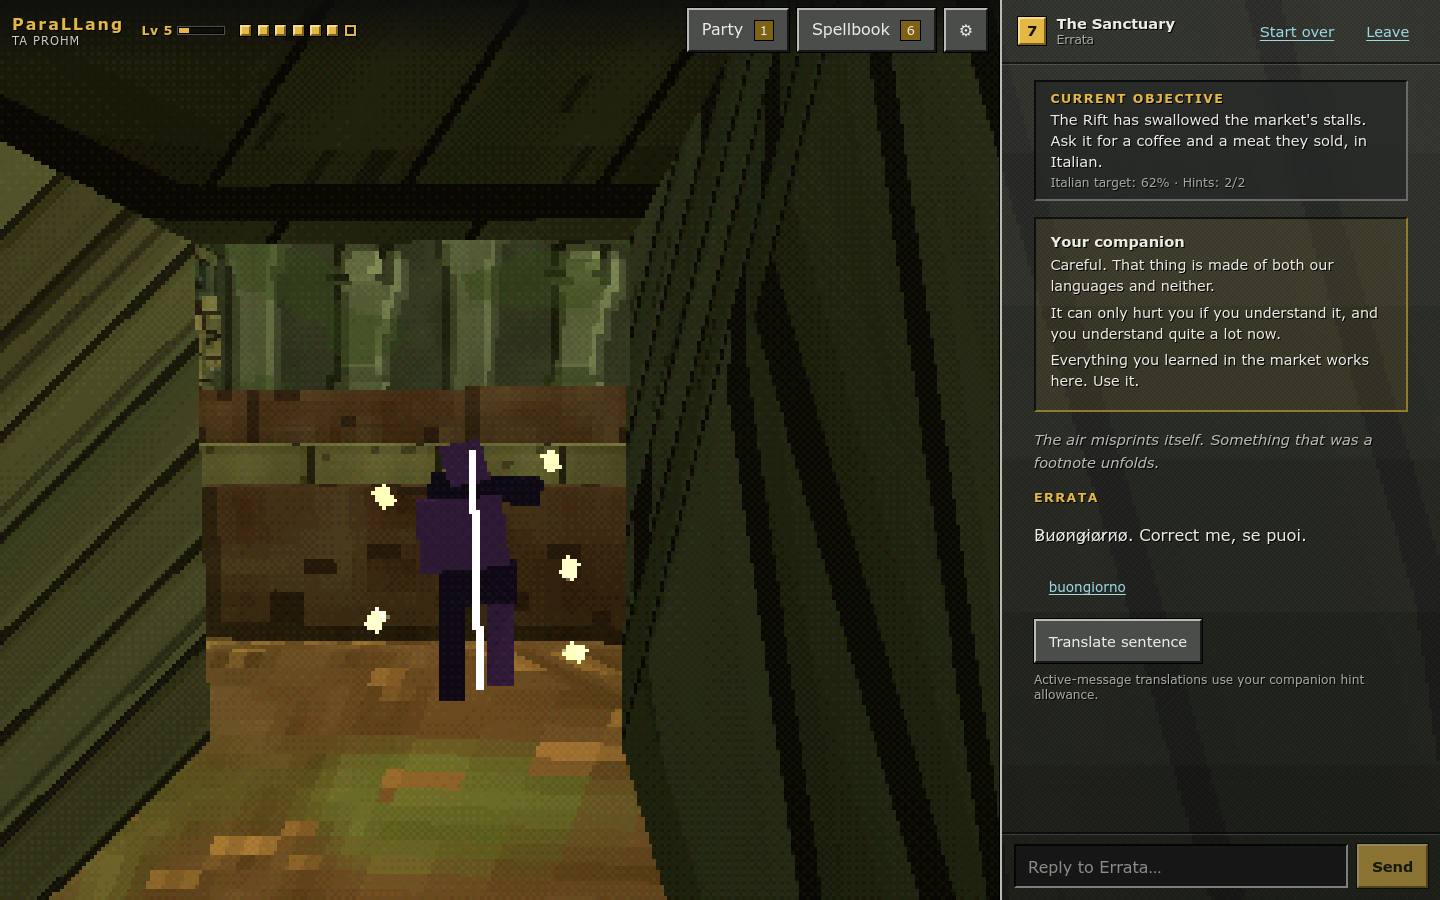 ParaLLang
TA PROHM
Lv 5
Party 1
Spellbook 6
⚙
7
The Sanctuary
Errata
Start over
Leave
CURRENT OBJECTIVE
The Rift has swallowed the market's stalls.
Ask it for a coffee and a meat they sold, in
Italian.
Italian target: 62% · Hints: 2/2
Your companion
Careful. That thing is made of both our
languages and neither.
It can only hurt you if you understand it, and
you understand quite a lot now.
Everything you learned in the market works
here. Use it.
The air misprints itself. Something that was a
footnote unfolds.
ERRATA
B̷u̷o̷n̷g̷i̷o̷r̷n̷o̷. Correct me, se puoi.
buongiorno
Translate sentence
Active-message translations use your companion hint
allowance.
Reply to Errata…
Send